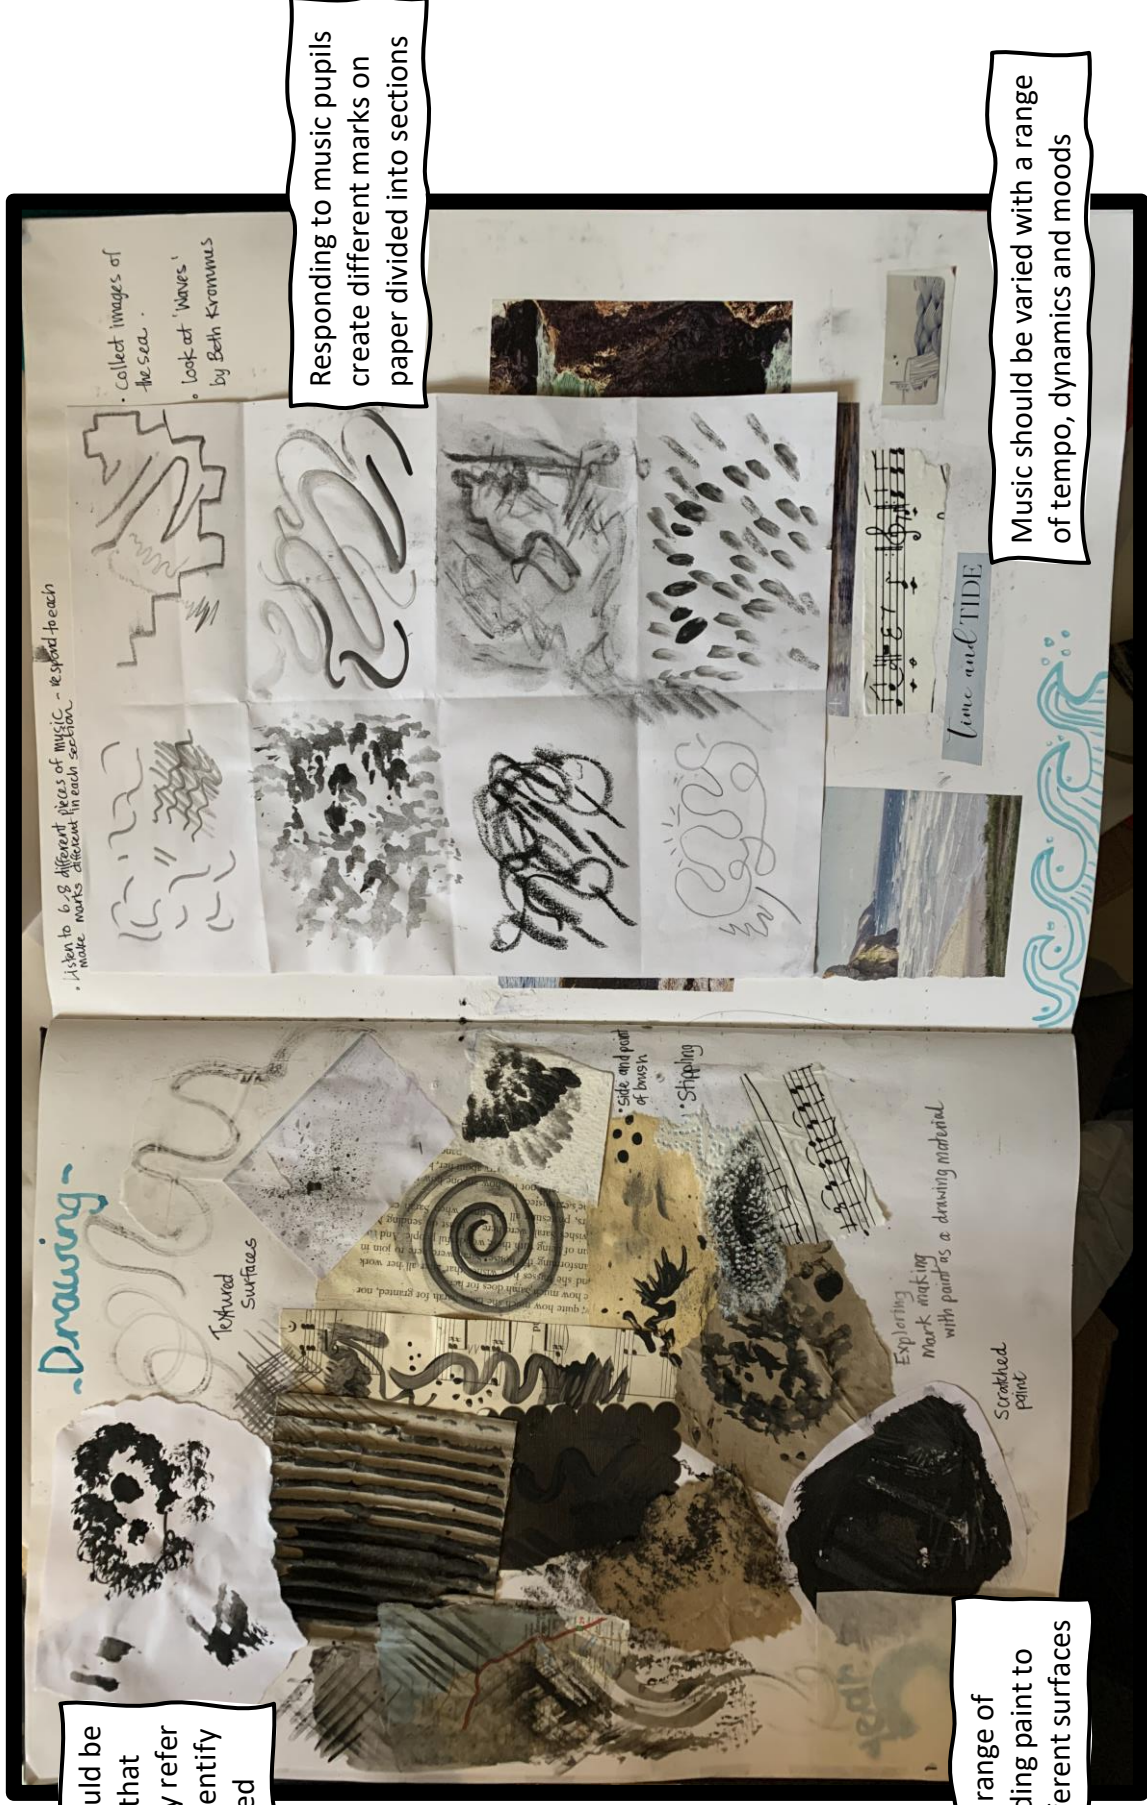 uld be
that
y refer
entify
ed
range of
ding paint to
erent surfaces
~Drawing~
Textured
Surfaces
• Side and point
of brush
• Stippling
Exploring
Mark making
with paint as a drawing material
Scratched
paint
• Listen to 6-8 different pieces of music - respond to each
make marks different in each section
• Collect images of
the sea.
• Look at 'Waves'
by Beth Krommes
time and TIDE
Responding to music pupils
create different marks on
paper divided into sections
Music should be varied with a range
of tempo, dynamics and moods